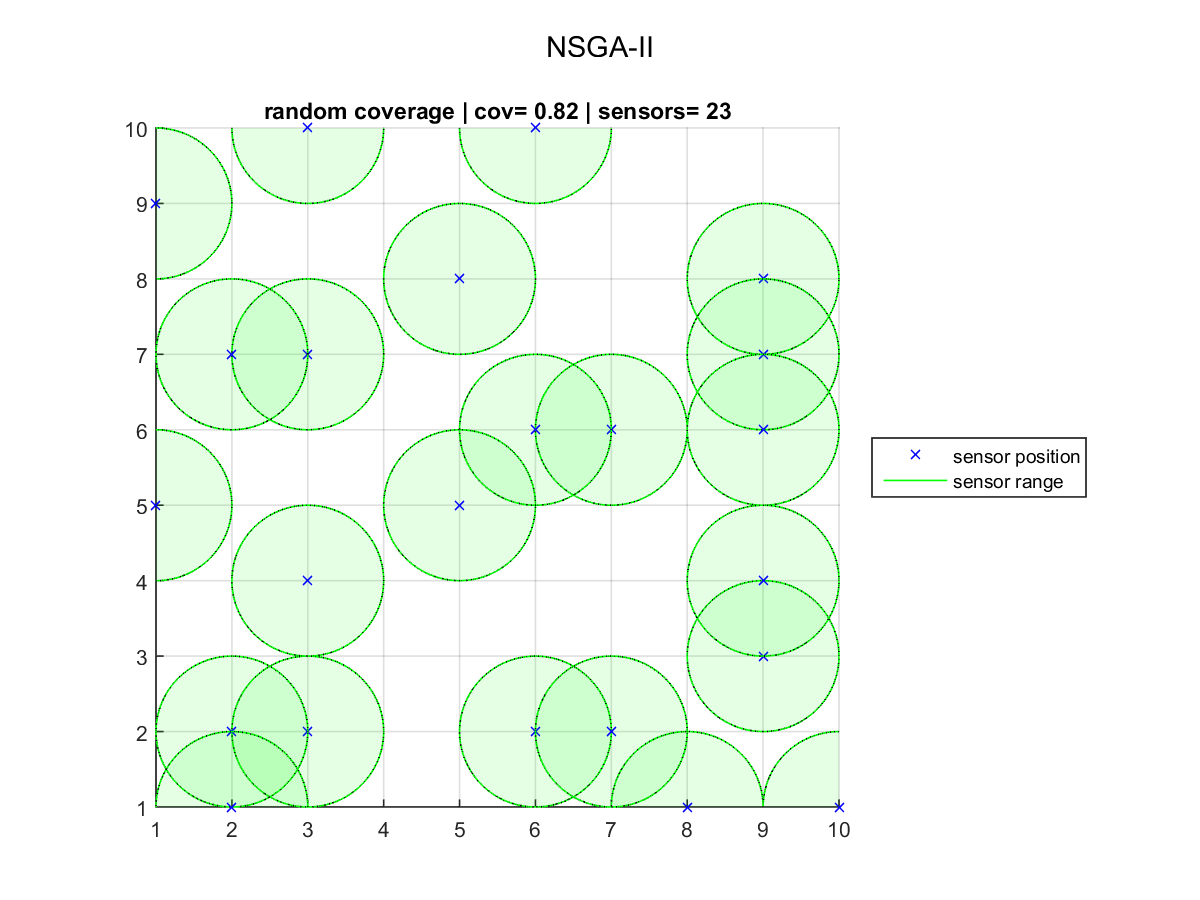 NSGA-II
random coverage | cov= 0.82 | sensors= 23
10
9
8
7
6
5
4
3
2
1
1 2 3 4 5 6 7 8 9 10
sensor position
sensor range